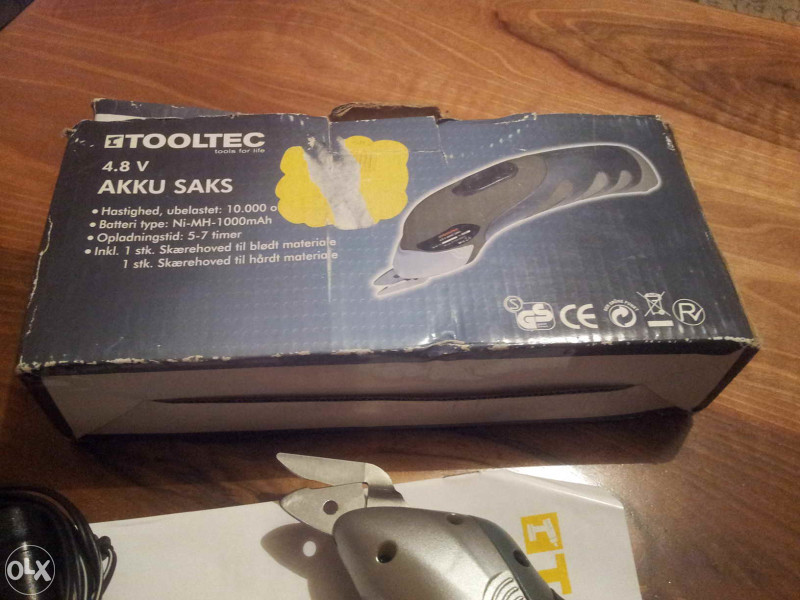 TOOLTEC
tools for life
4.8 V
AKKU SAKS
• Hastighed, ubelastet: 10.000 o
• Batteri type: Ni-MH-1000mAh
• Opladningstid: 5-7 timer
• Inkl. 1 stk. Skærehoved til blødt materiale
1 stk. Skærehoved til hårdt materiale
GS
CE
OLX